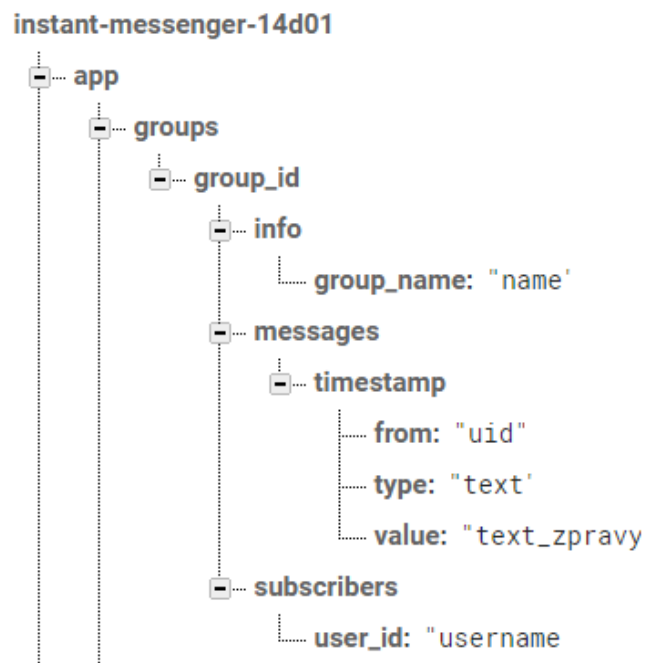 instant-messenger-14d01
app
groups
group_id
info
group_name: "name'
messages
timestamp
from: "uid"
type: "text'
value: "text_zpravy
subscribers
user_id: "username